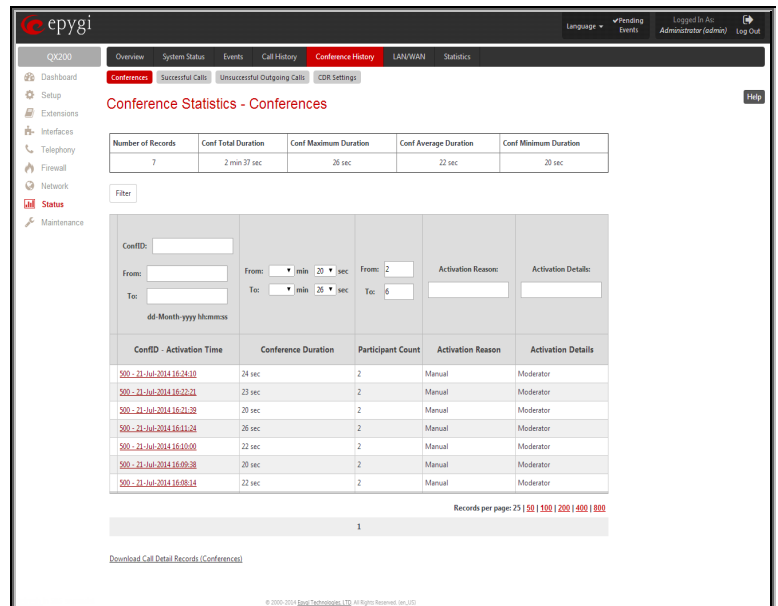 epygi
Language
Pending Events
Logged In As:
Administrator (admin)
Log Out
QX200
Dashboard
Setup
Extensions
Interfaces
Telephony
Firewall
Network
Status
Maintenance
Overview System Status Events Call History Conference History LAN/WAN Statistics
Conferences Successful Calls Unsuccessful Outgoing Calls CDR Settings
Help
Conference Statistics - Conferences
Number of Records Conf Total Duration Conf Maximum Duration Conf Average Duration Conf Minimum Duration
7 2 min 37 sec 26 sec 22 sec 20 sec
Filter
ConfID:
From:
To:
dd-Month-yyyy hh:mm:ss
From: min 20 sec
To: min 26 sec
From: 2
To: 6
Activation Reason:
Activation Details:
ConfID - Activation Time Conference Duration Participant Count Activation Reason Activation Details
500 - 21-Jul-2014 16:24:10 24 sec 2 Manual Moderator
500 - 21-Jul-2014 16:22:21 23 sec 2 Manual Moderator
500 - 21-Jul-2014 16:21:39 20 sec 2 Manual Moderator
500 - 21-Jul-2014 16:11:24 26 sec 2 Manual Moderator
500 - 21-Jul-2014 16:10:00 22 sec 2 Manual Moderator
500 - 21-Jul-2014 16:09:38 20 sec 2 Manual Moderator
500 - 21-Jul-2014 16:08:14 22 sec 2 Manual Moderator
Records per page: 25 | 50 | 100 | 200 | 400 | 800
1
Download Call Detail Records (Conferences)
© 2000-2014 Epygi Technologies, LTD. All Rights Reserved. (en_US)